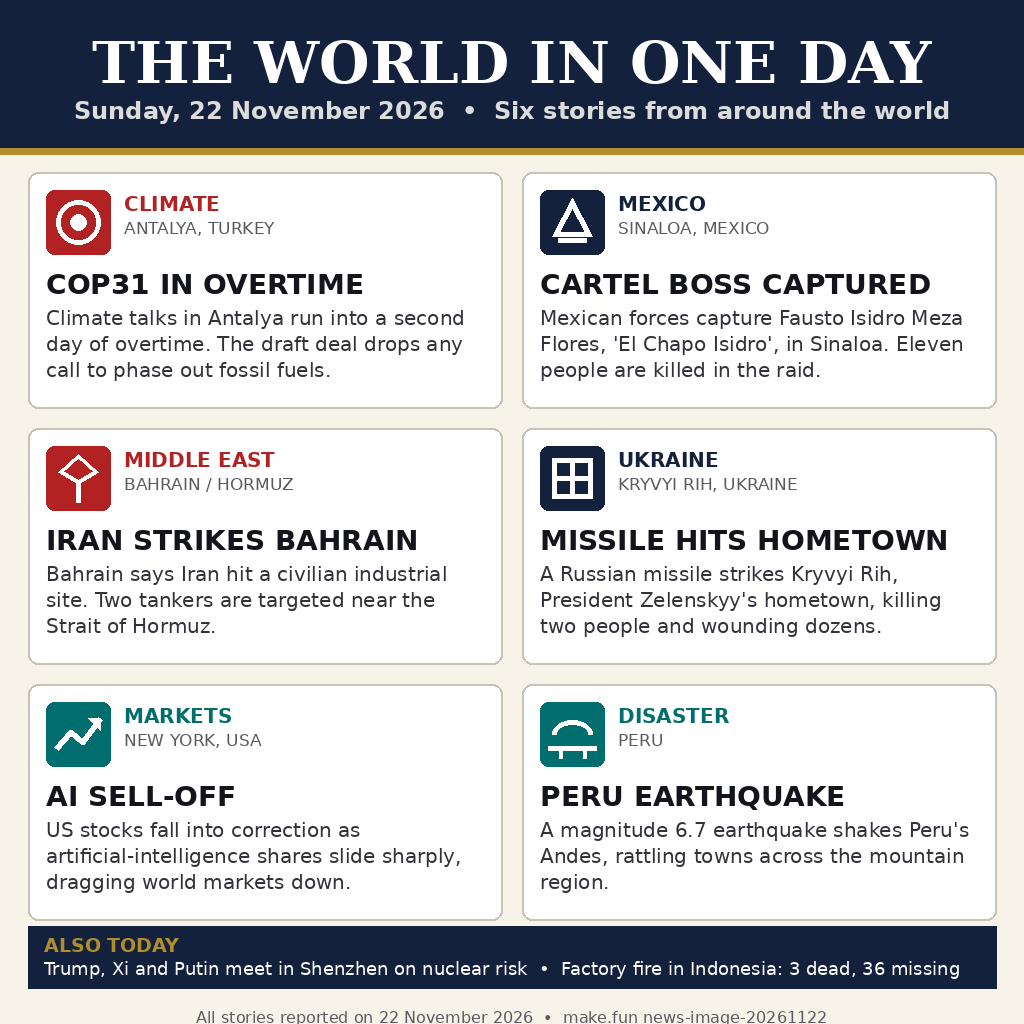 THE WORLD IN ONE DAY
Sunday, 22 November 2026 • Six stories from around the world
CLIMATE
ANTALYA, TURKEY
COP31 IN OVERTIME
Climate talks in Antalya run into a second
day of overtime. The draft deal drops any
call to phase out fossil fuels.
MEXICO
SINALOA, MEXICO
CARTEL BOSS CAPTURED
Mexican forces capture Fausto Isidro Meza
Flores, 'El Chapo Isidro', in Sinaloa. Eleven
people are killed in the raid.
MIDDLE EAST
BAHRAIN / HORMUZ
IRAN STRIKES BAHRAIN
Bahrain says Iran hit a civilian industrial
site. Two tankers are targeted near the
Strait of Hormuz.
UKRAINE
KRYVYI RIH, UKRAINE
MISSILE HITS HOMETOWN
A Russian missile strikes Kryvyi Rih,
President Zelenskyy's hometown, killing
two people and wounding dozens.
MARKETS
NEW YORK, USA
AI SELL-OFF
US stocks fall into correction as
artificial-intelligence shares slide sharply,
dragging world markets down.
DISASTER
PERU
PERU EARTHQUAKE
A magnitude 6.7 earthquake shakes Peru's
Andes, rattling towns across the mountain
region.
ALSO TODAY
Trump, Xi and Putin meet in Shenzhen on nuclear risk • Factory fire in Indonesia: 3 dead, 36 missing
All stories reported on 22 November 2026 • make.fun news-image-20261122